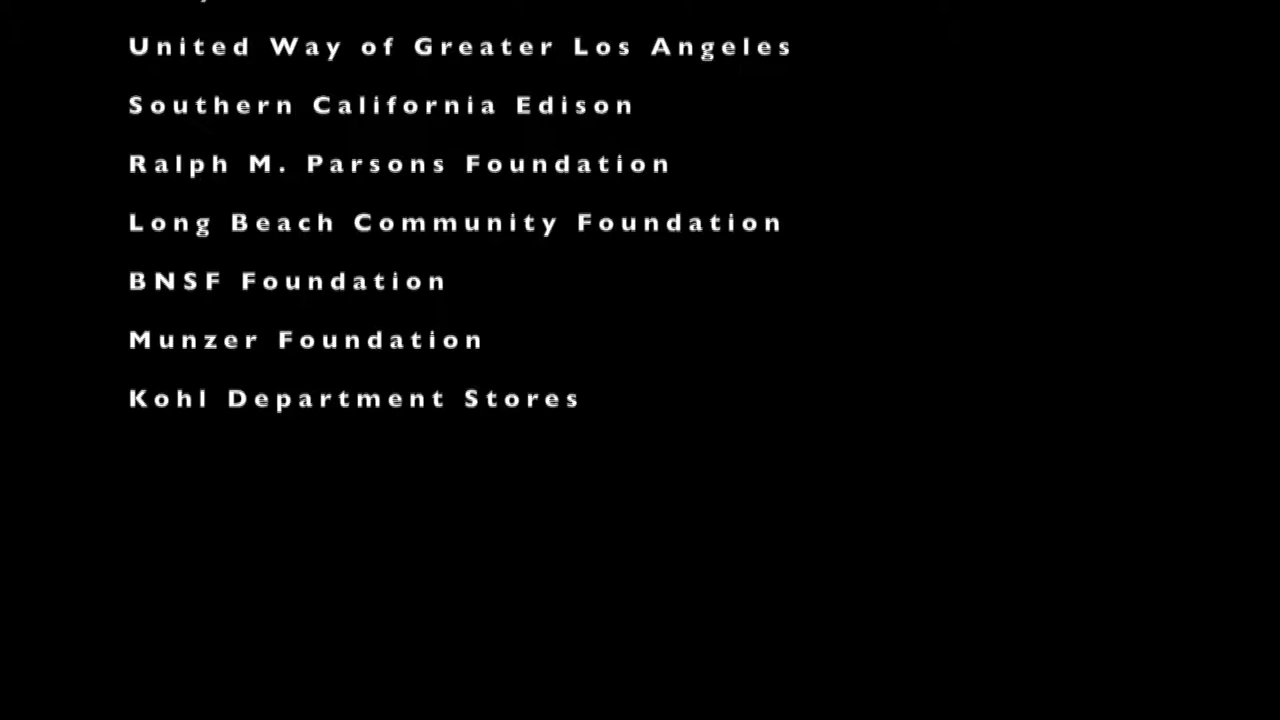 United Way of Greater Los Angeles
Southern California Edison
Ralph M. Parsons Foundation
Long Beach Community Foundation
BNSF Foundation
Munzer Foundation
Kohl Department Stores